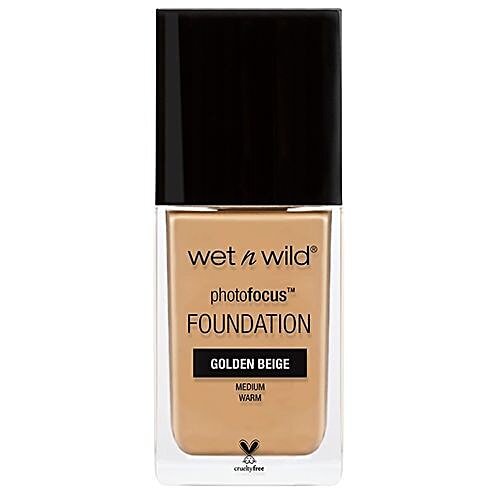 wet n wild®
photofocus™
FOUNDATION
GOLDEN BEIGE
MEDIUM
WARM
crueltyfree